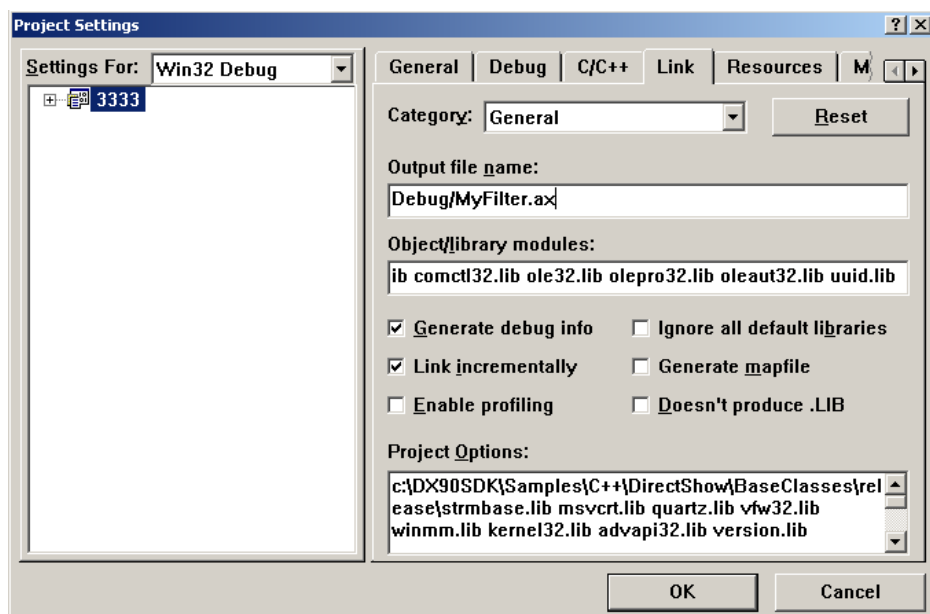 Project Settings
Settings For: Win32 Debug
3333
General Debug C/C++ Link Resources M
Category: General Reset
Output file name:
Debug/MyFilter.ax
Object/library modules:
ib comctl32.lib ole32.lib olepro32.lib oleaut32.lib uuid.lib
Generate debug info Ignore all default libraries
Link incrementally Generate mapfile
Enable profiling Doesn't produce .LIB
Project Options:
c:\DX90SDK\Samples\C++\DirectShow\BaseClasses\rel
ease\strmbase.lib msvcrt.lib quartz.lib vfw32.lib
winmm.lib kernel32.lib advapi32.lib version.lib
OK Cancel